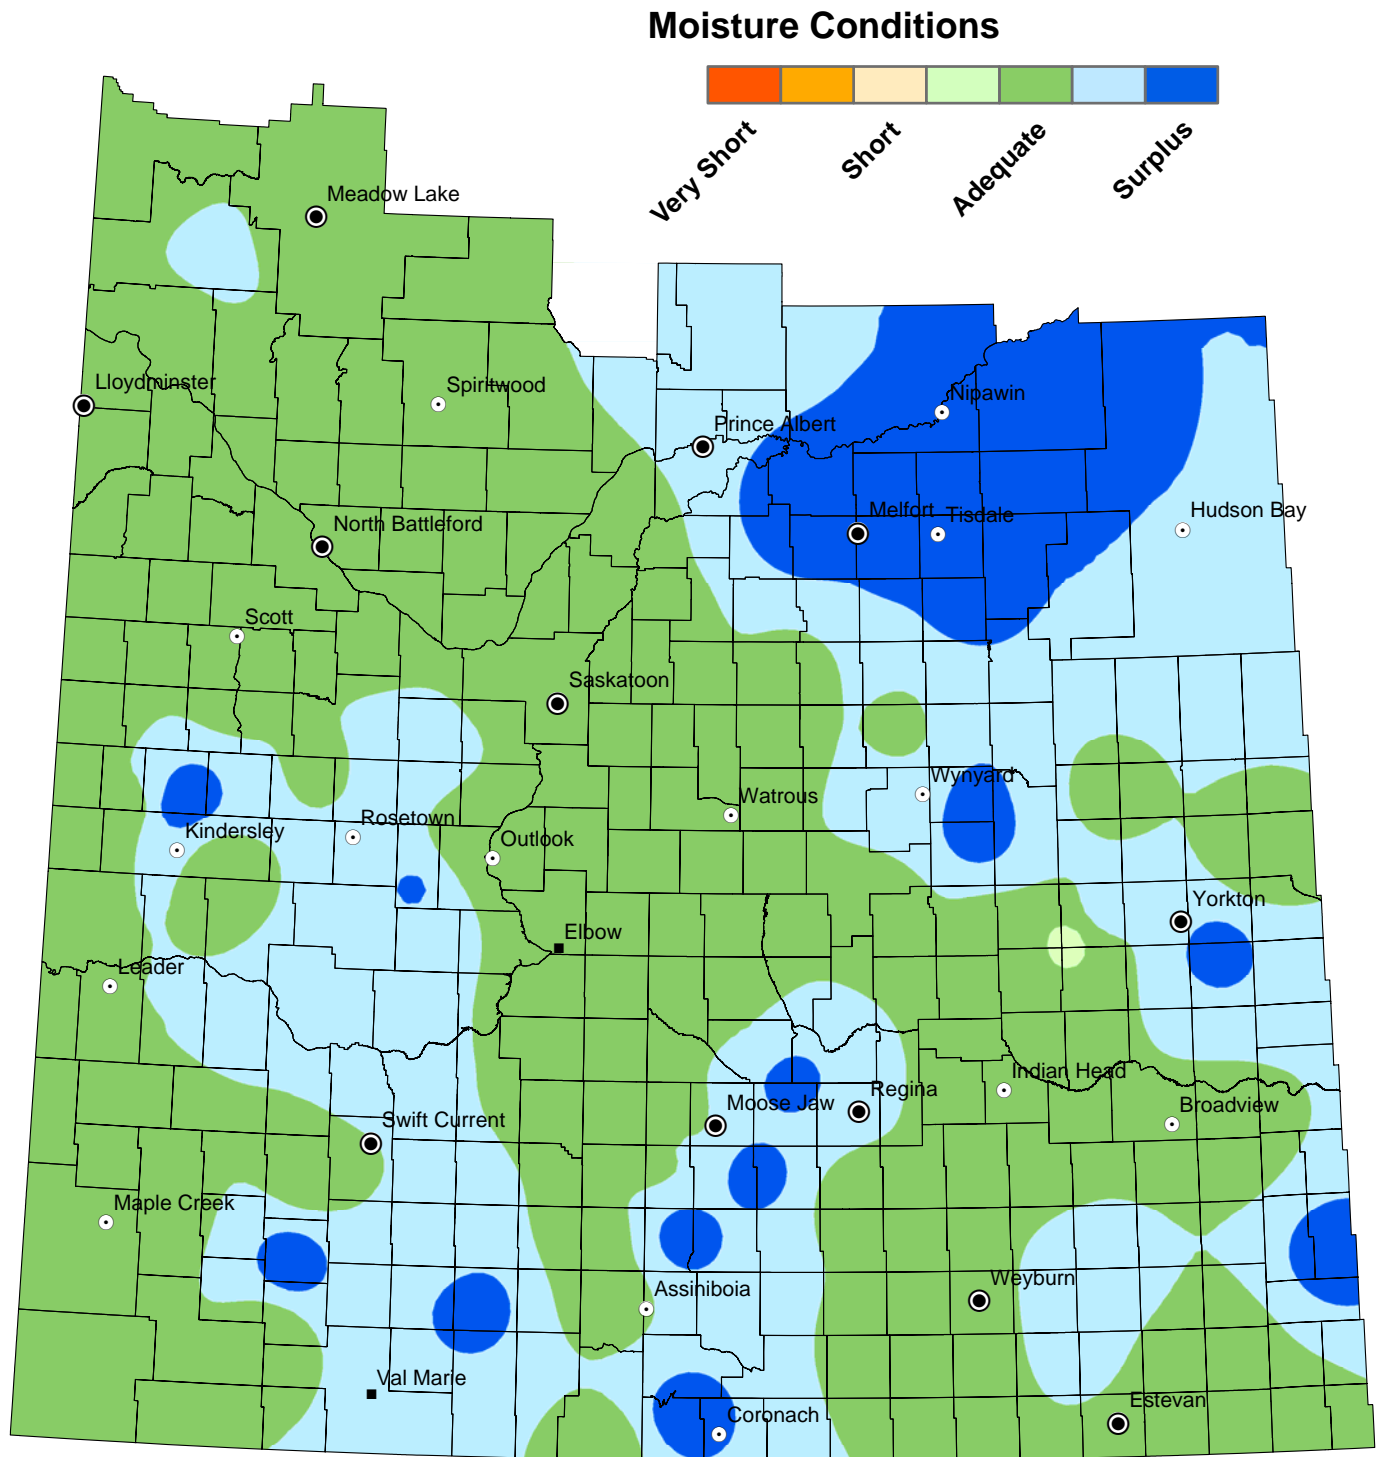 Moisture Conditions
Very Short
Short
Adequate
Surplus
Meadow Lake
Lloydminster
Spiritwood
Nipawin
Prince Albert
North Battleford
Melfort
Tisdale
Hudson Bay
Scott
Saskatoon
Wynyard
Watrous
Rosetown
Kindersley
Outlook
Yorkton
Elbow
Leader
Indian Head
Regina
Moose Jaw
Broadview
Swift Current
Maple Creek
Weyburn
Assiniboia
Val Marie
Estevan
Coronach